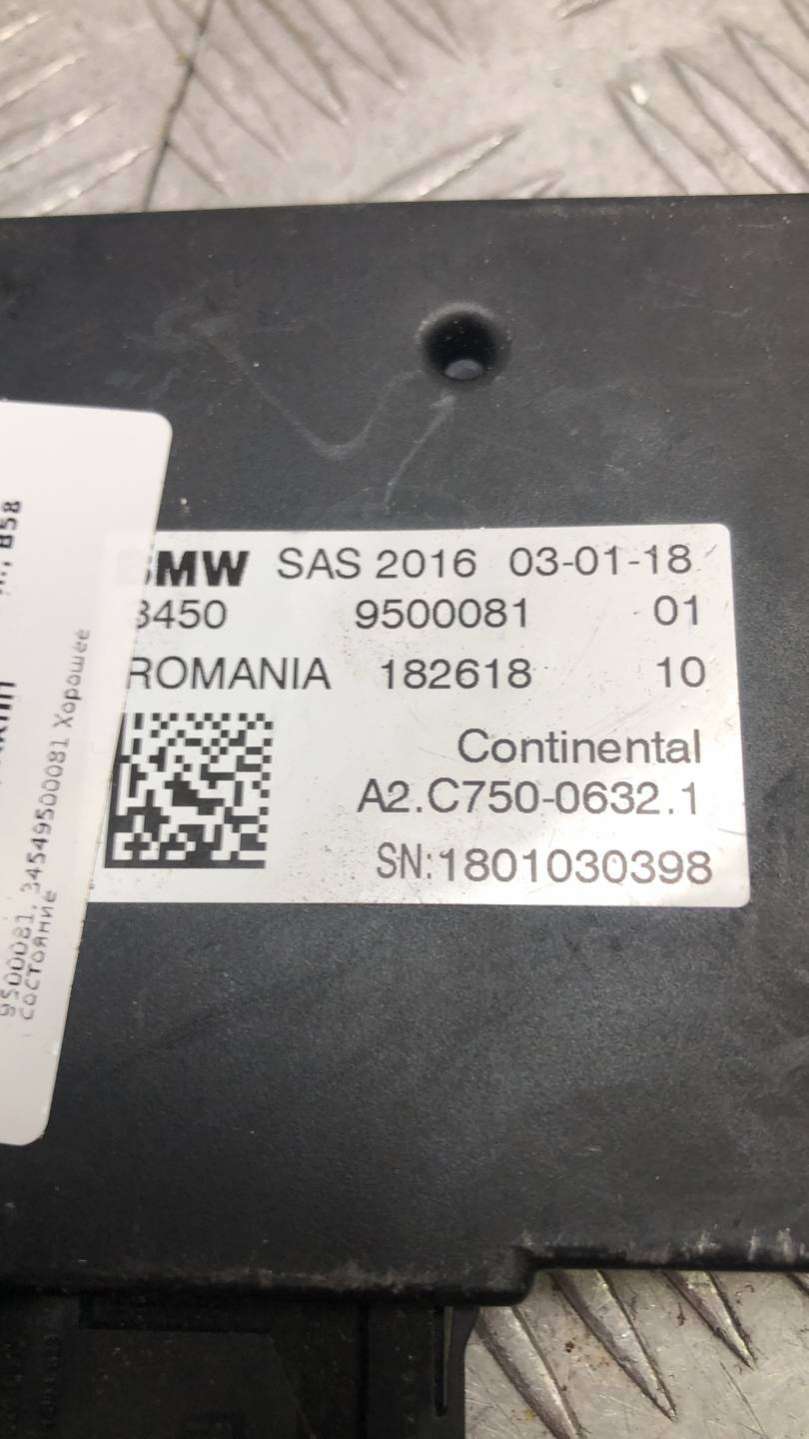 BMW SAS 2016 03-01-18
3450 9500081 01
ROMANIA 182618 10
Continental
A2.C750-0632.1
SN:1801030398
B58
9500081, 34549500081 Хорошее
состояние